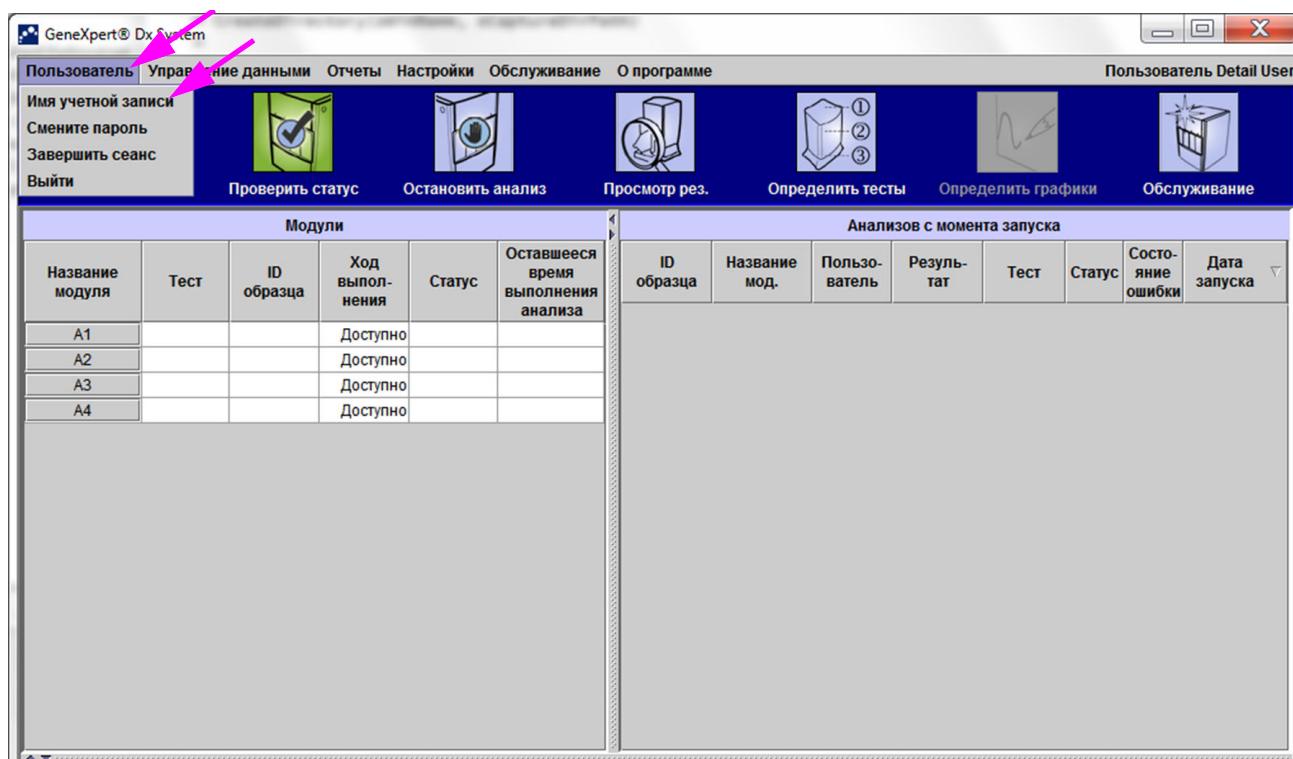 GeneXpert® Dx System
Пользователь Управление данными Отчеты Настройки Обслуживание О программе Пользователь Detail User
Имя учетной записи
Смените пароль
Завершить сеанс
Выйти
Проверить статус Остановить анализ Просмотр рез. Определить тесты Определить графики Обслуживание
Модули
Название модуля Тест ID образца Ход выпол-нения Статус Оставшееся время выполнения анализа
A1 Доступно
A2 Доступно
A3 Доступно
A4 Доступно
Анализов с момента запуска
ID образца Название мод. Пользо-ватель Резуль-тат Тест Статус Состо-яние ошибки Дата запуска